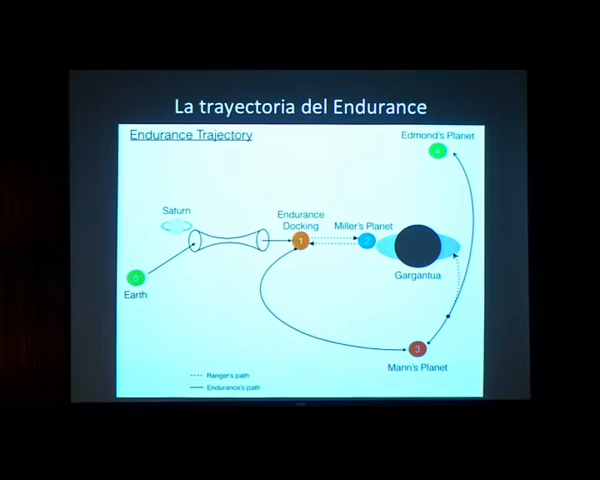 La trayectoria del Endurance
Endurance Trajectory
Edmond's Planet
4
Saturn
Endurance
Docking
Miller's Planet
1
2
0
Gargantua
Earth
3
Mann's Planet
Ranger's path
Endurance's path